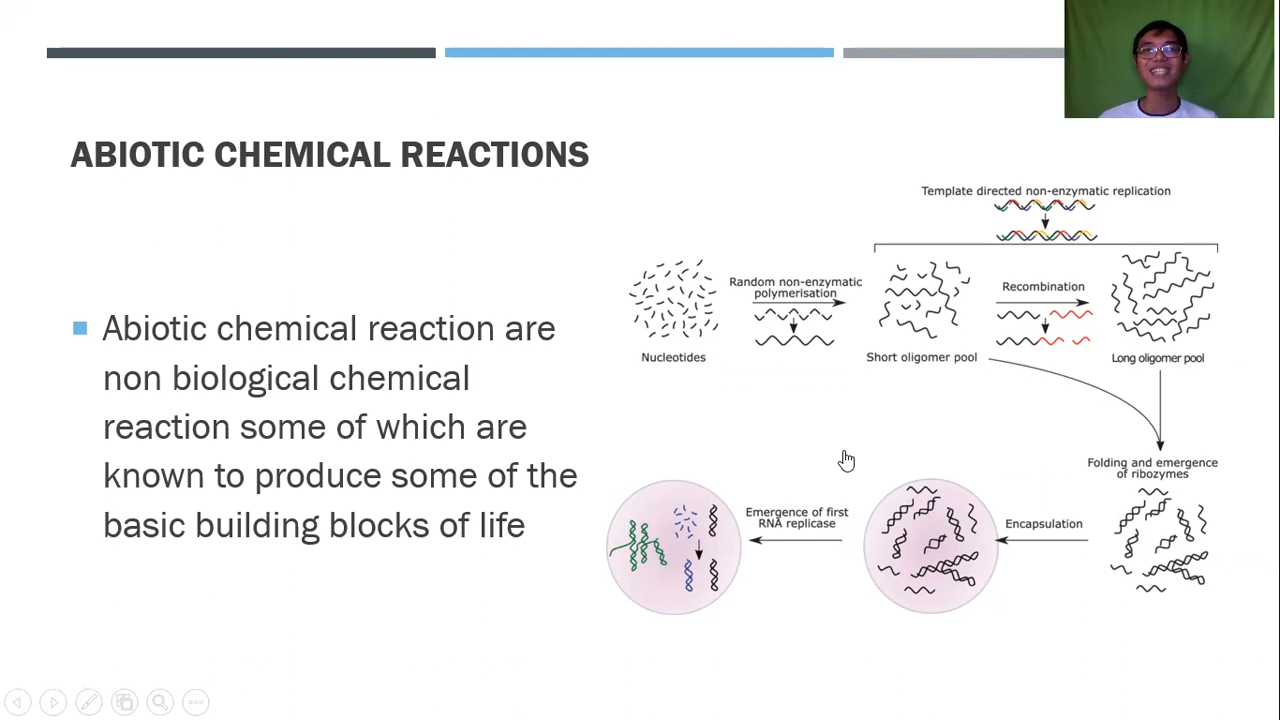 ABIOTIC CHEMICAL REACTIONS
Abiotic chemical reaction are
non biological chemical
reaction some of which are
known to produce some of the
basic building blocks of life
Template directed non-enzymatic replication
Random non-enzymatic
polymerisation
Recombination
Nucleotides
Short oligomer pool
Long oligomer pool
Folding and emergence
of ribozymes
Emergence of first
RNA replicase
Encapsulation